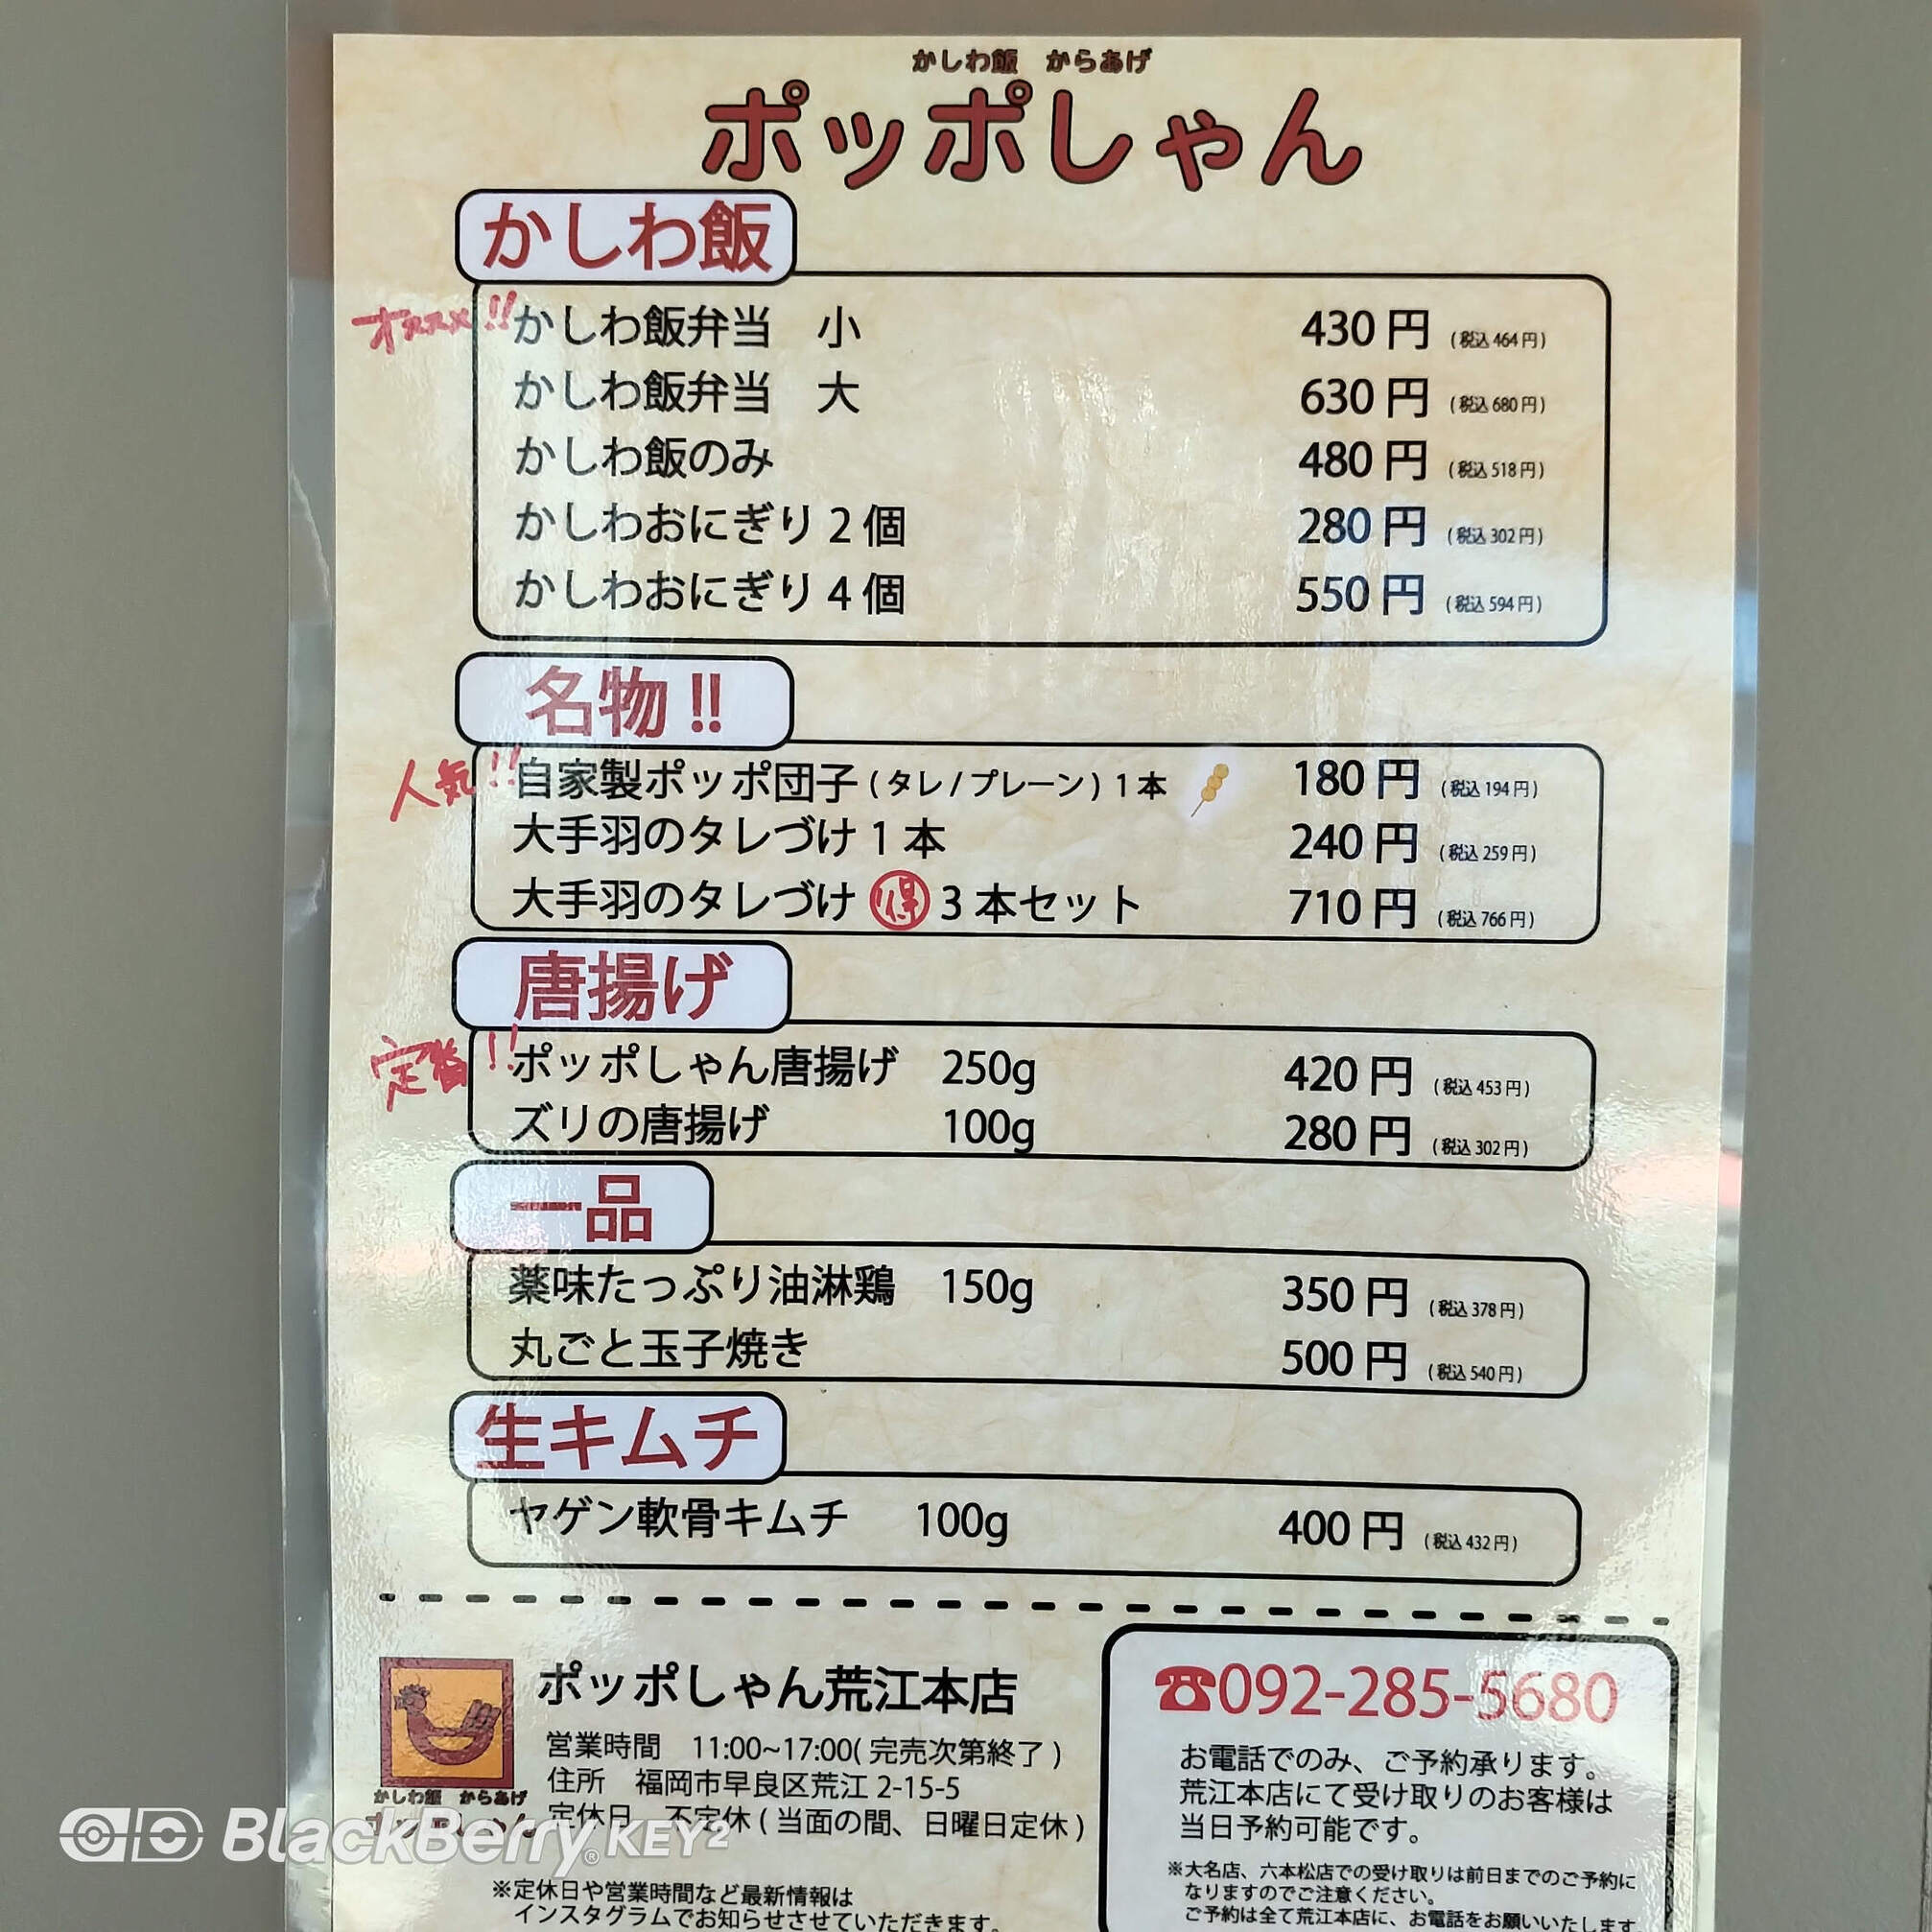 かしわ飯 からあげ
ポッポしゃん
かしわ飯
オススメ!! かしわ飯弁当 小 430円 (税込464円)
かしわ飯弁当 大 630円 (税込680円)
かしわ飯のみ 480円 (税込518円)
かしわおにぎり2個 280円 (税込302円)
かしわおにぎり4個 550円 (税込594円)
名物!!
人気!! 自家製ポッポ団子(タレ/プレーン)1本 180円 (税込194円)
大手羽のタレづけ1本 240円 (税込259円)
大手羽のタレづけ 得 3本セット 710円 (税込766円)
唐揚げ
定番!! ポッポしゃん唐揚げ 250g 420円 (税込453円)
ズリの唐揚げ 100g 280円 (税込302円)
一品
薬味たっぷり油淋鶏 150g 350円 (税込378円)
丸ごと玉子焼き 500円 (税込540円)
生キムチ
ヤゲン軟骨キムチ 100g 400円 (税込432円)
ポッポしゃん荒江本店
営業時間 11:00~17:00(完売次第終了)
住所 福岡市早良区荒江2-15-5
定休日 不定休(当面の間、日曜日定休)
かしわ飯 からあげ
ポッポしゃん
※定休日や営業時間など最新情報は
インスタグラムでお知らせさせていただきます。
☎092-285-5680
お電話でのみ、ご予約承ります。
荒江本店にて受け取りのお客様は
当日予約可能です。
※大名店、六本松店での受け取りは前日までのご予約に
なりますのでご注意ください。
ご予約は全て荒江本店に、お電話をお願いいたします
BlackBerry® KEY²